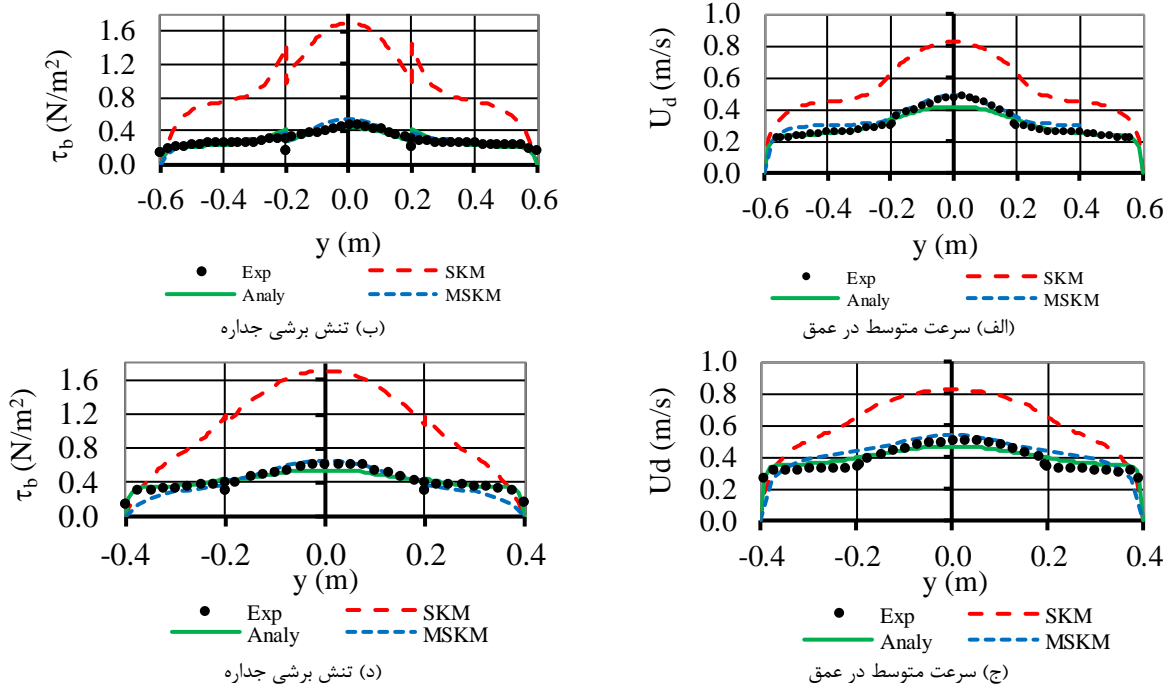 τb (N/m2)
1.6
1.2
0.8
0.4
0.0
-0.6 -0.4 -0.2 0.0 0.2 0.4 0.6
y (m)
Exp SKM
Analy MSKM
(ب) تنش برشی جداره
Ud (m/s)
1.0
0.8
0.6
0.4
0.2
0.0
-0.6 -0.4 -0.2 0.0 0.2 0.4 0.6
y (m)
Exp SKM
Analy MSKM
(الف) سرعت متوسط در عمق
τb (N/m2)
1.6
1.2
0.8
0.4
0.0
-0.4 -0.2 0.0 0.2 0.4
y (m)
Exp SKM
Analy MSKM
(د) تنش برشی جداره
Ud (m/s)
1.0
0.8
0.6
0.4
0.2
0.0
-0.4 -0.2 0.0 0.2 0.4
y (m)
Exp SKM
Analy MSKM
(ج) سرعت متوسط در عمق